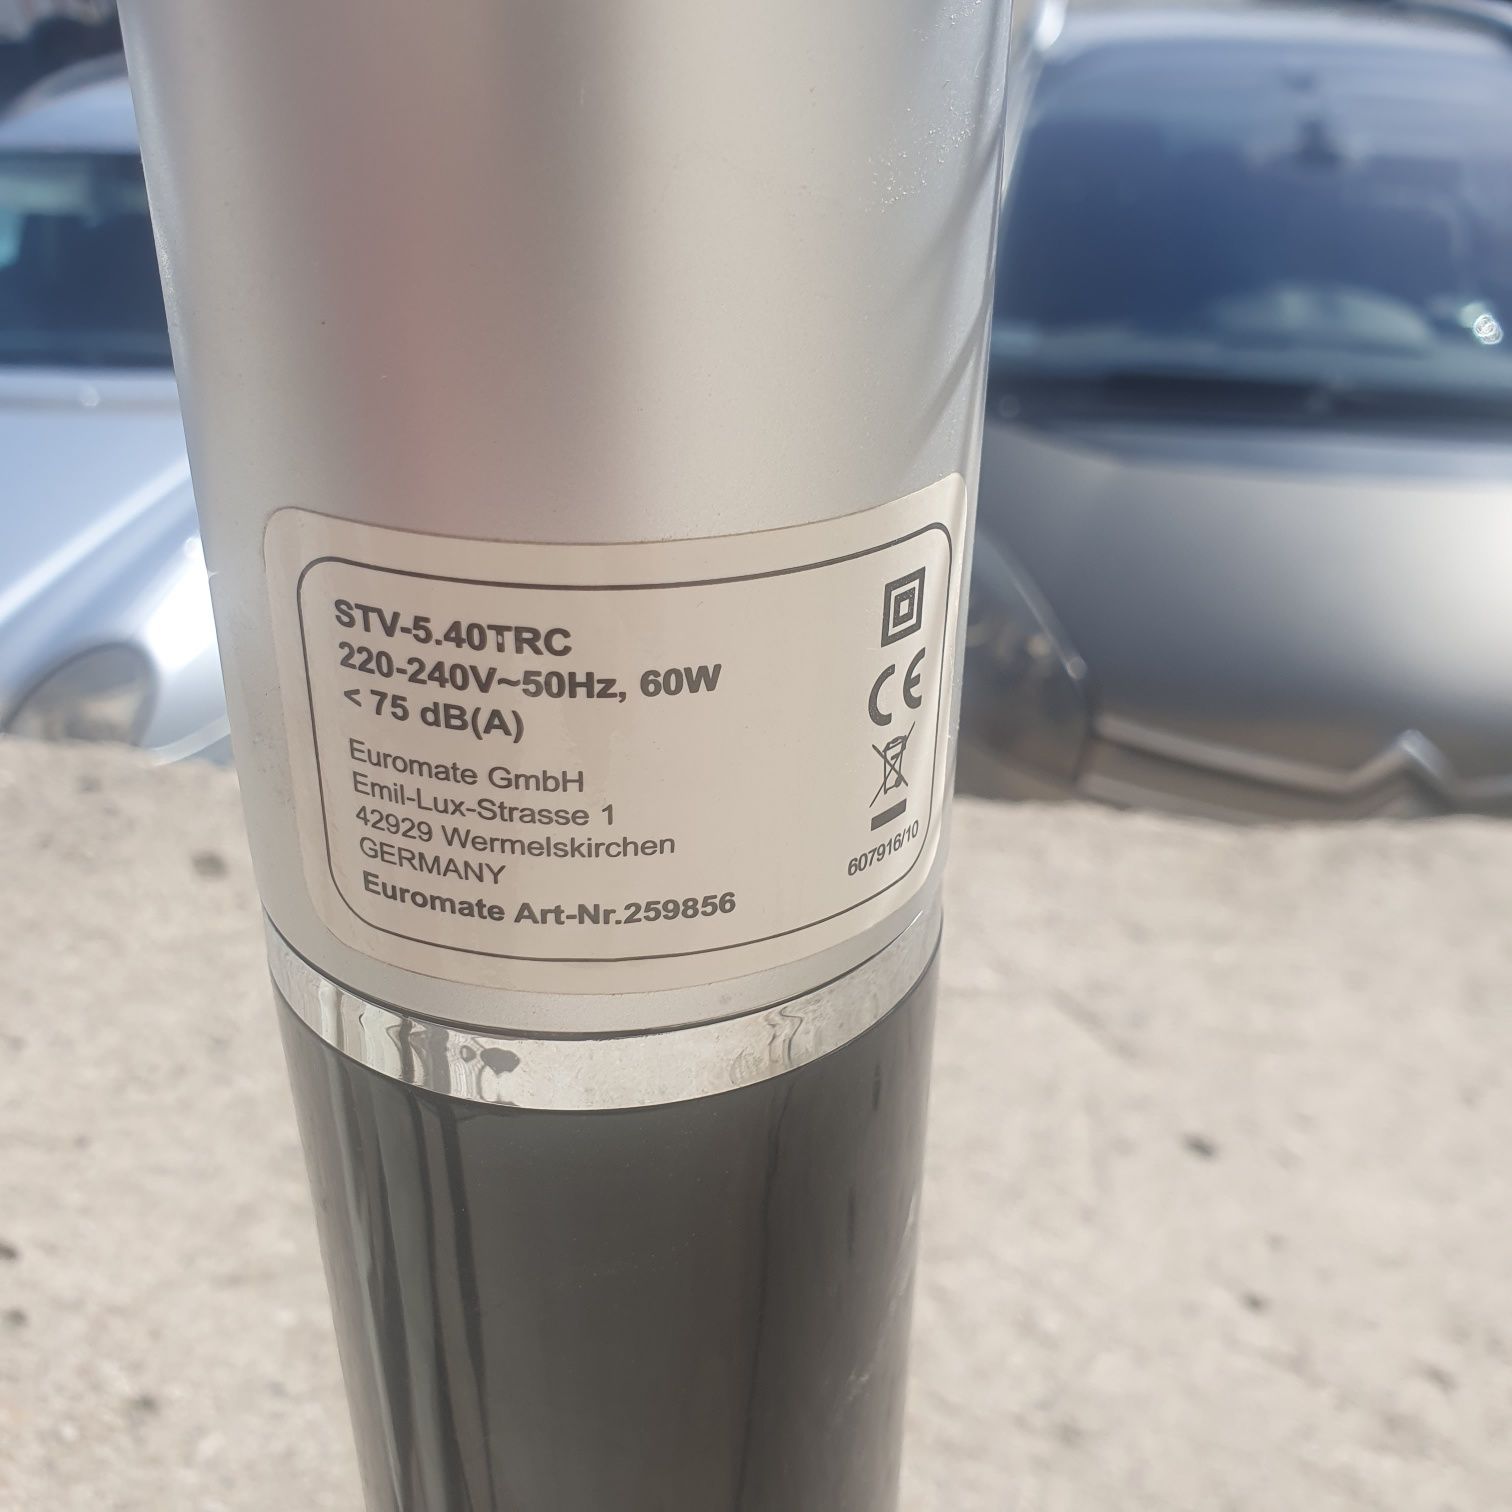 STV-5.40TRC
220-240V~50Hz, 60W
< 75 dB(A)
Euromate GmbH
Emil-Lux-Strasse 1
42929 Wermelskirchen
GERMANY
Euromate Art-Nr.259856
CE
607916/10